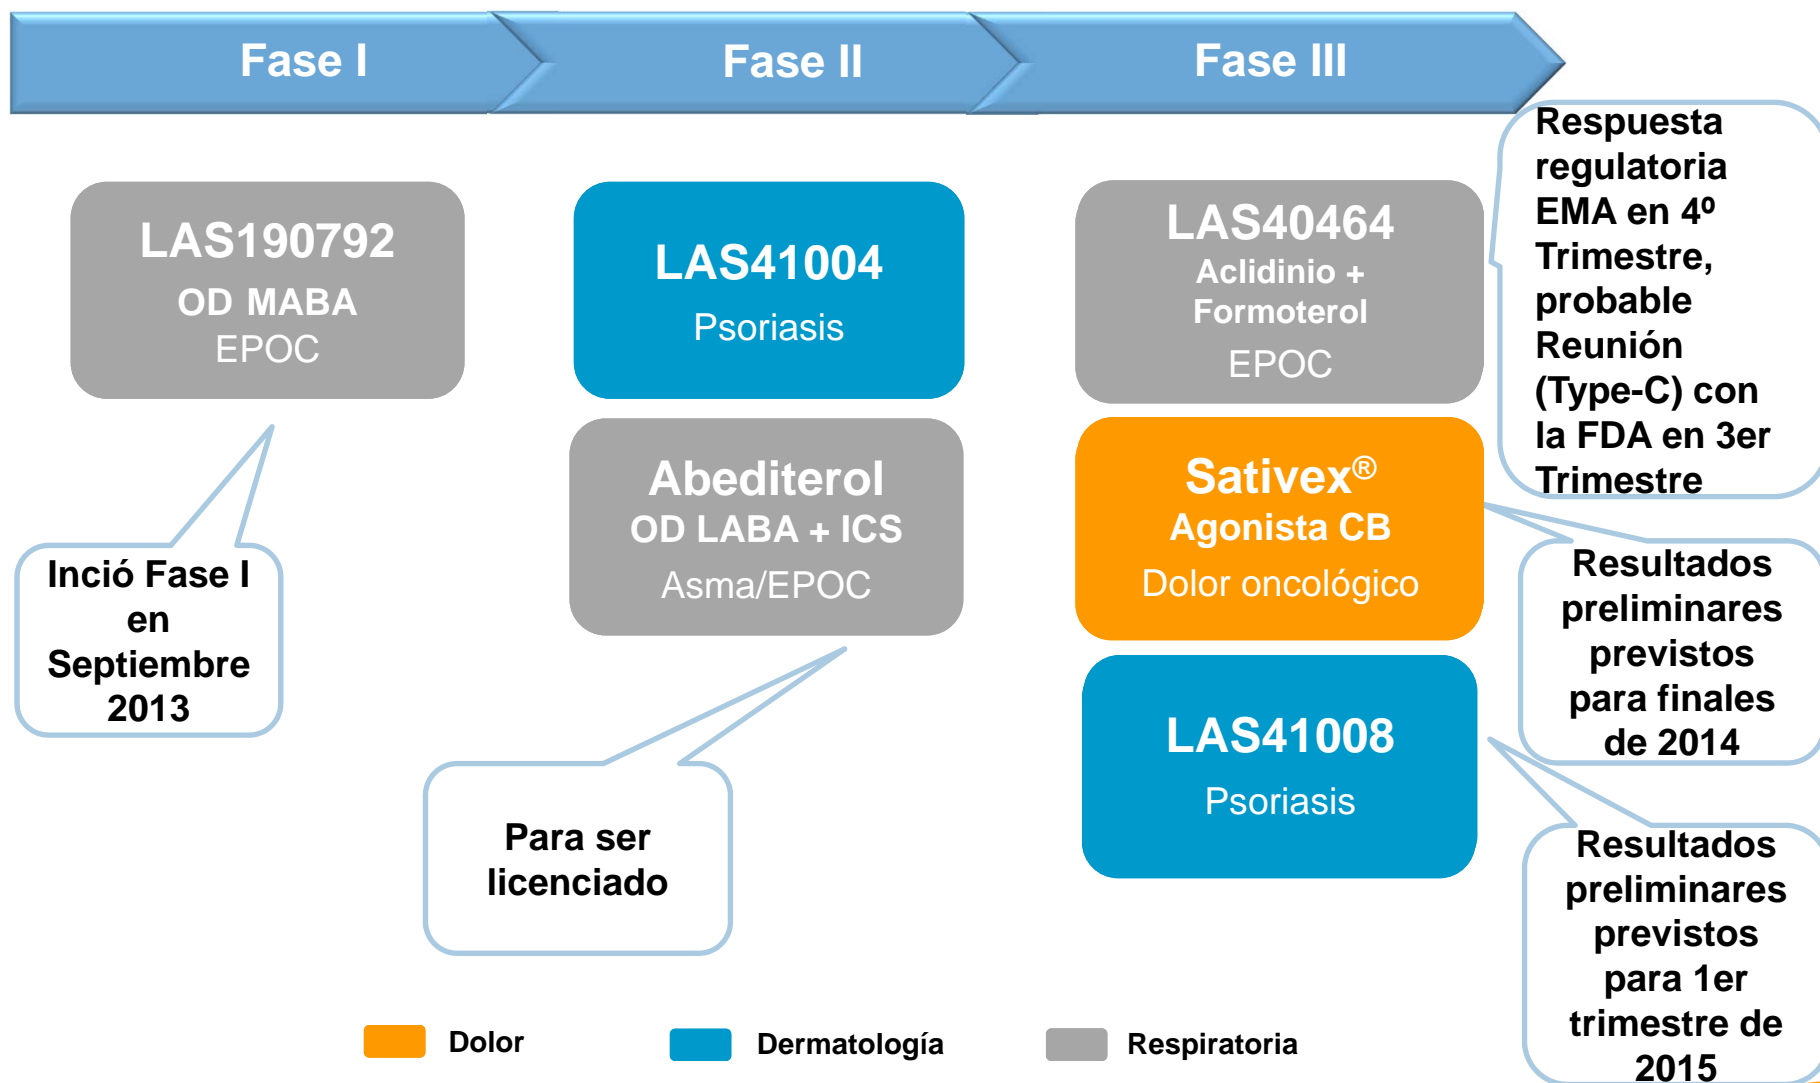 Fase I
Fase II
Fase III
LAS190792
OD MABA
EPOC
Inció Fase I
en
Septiembre
2013
LAS41004
Psoriasis
Abediterol
OD LABA + ICS
Asma/EPOC
Para ser
licenciado
LAS40464
Aclidinio +
Formoterol
EPOC
Respuesta
regulatoria
EMA en 4º
Trimestre,
probable
Reunión
(Type-C) con
la FDA en 3er
Trimestre
Sativex®
Agonista CB
Dolor oncológico
Resultados
preliminares
previstos
para finales
de 2014
LAS41008
Psoriasis
Resultados
preliminares
previstos
para 1er
trimestre de
2015
Dolor
Dermatología
Respiratoria